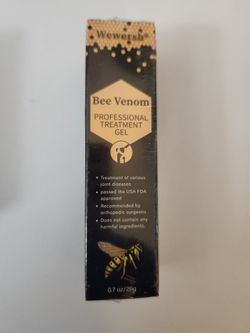 Wewersh®
Bee Venom
PROFESSIONAL
TREATMENT
GEL
• Treatment of various
joint diseases
• passed the USA FDA
approved
• Recommended by
orthopedic surgeons
• Does not contain any
harmful ingredients.
0.7 oz/20g